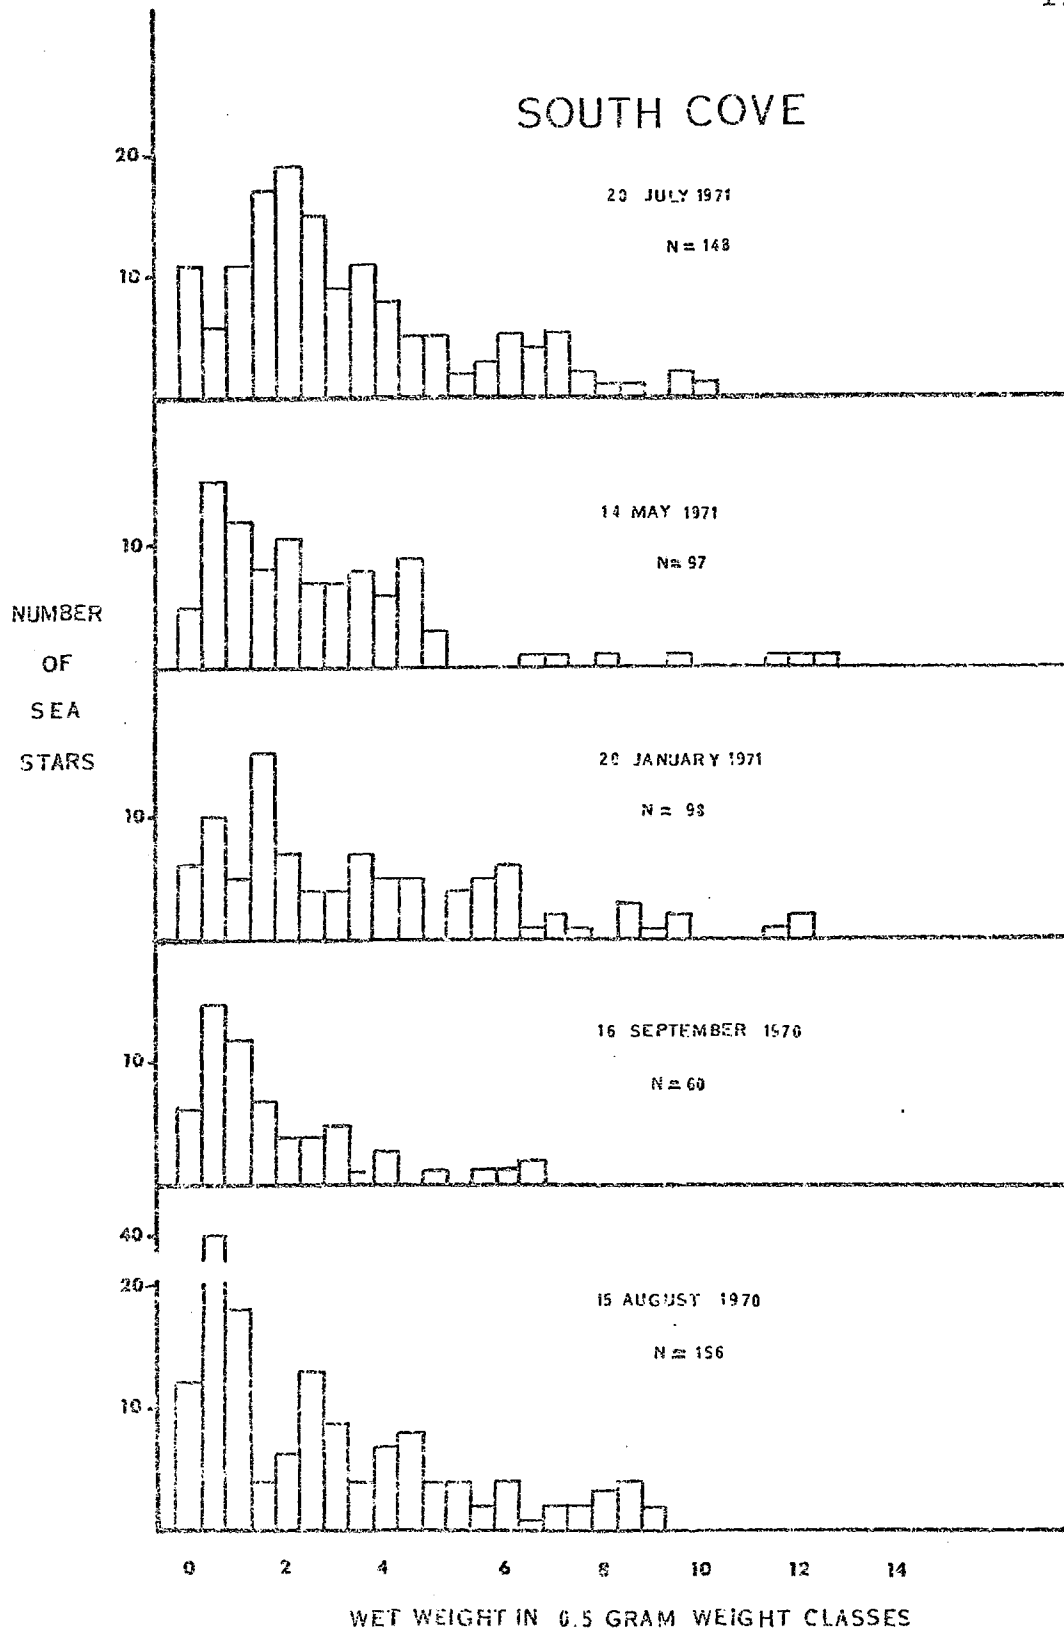 SOUTH COVE
20
20 JULY 1971
N = 148
10
14 MAY 1971
10
N = 97
NUMBER
OF
SEA
STARS
20 JANUARY 1971
N = 98
10
16 SEPTEMBER 1970
10
N = 60
40
20
15 AUGUST 1970
N = 156
10
0 2 4 6 8 10 12 14
WET WEIGHT IN 0.5 GRAM WEIGHT CLASSES